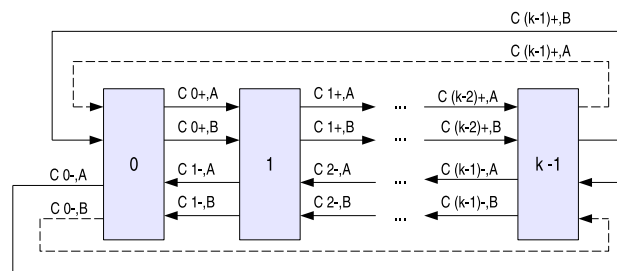 C (k-1)+,B
C (k-1)+,A
C 0+,A C 1+,A ... C (k-2)+,A
C 0+,B C 1+,B ... C (k-2)+,B
0 1 k-1
C 0-,A C 1-,A C 2-,A ... C (k-1)-,A
C 0-,B C 1-,B C 2-,B ... C (k-1)-,B